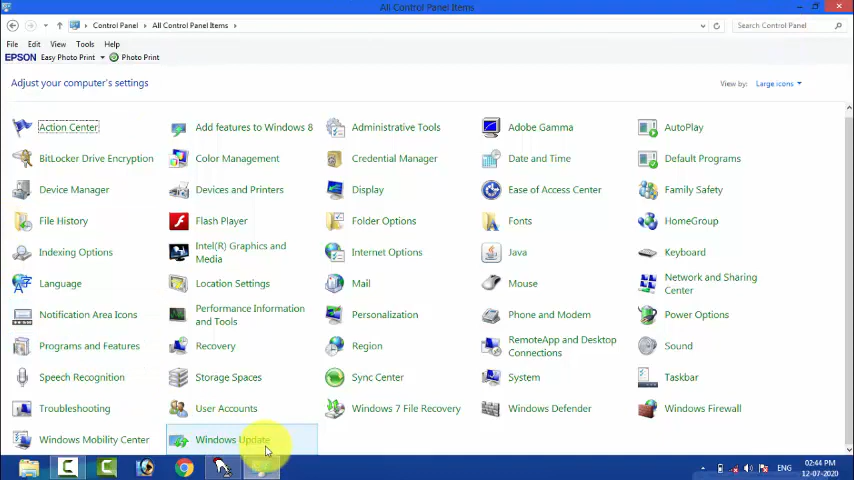 All Control Panel Items
Control Panel
All Control Panel Items
Search Control Panel
File Edit View Tools Help
EPSON Easy Photo Print Photo Print
Adjust your computer's settings
View by: Large icons
Action Center
Add features to Windows 8
Administrative Tools
Adobe Gamma
AutoPlay
BitLocker Drive Encryption
Color Management
Credential Manager
Date and Time
Default Programs
Device Manager
Devices and Printers
Display
Ease of Access Center
Family Safety
File History
Flash Player
Folder Options
Fonts
HomeGroup
Indexing Options
Intel(R) Graphics and
Media
Internet Options
Java
Keyboard
Language
Location Settings
Mail
Mouse
Network and Sharing
Center
Notification Area Icons
Performance Information
and Tools
Personalization
Phone and Modem
Power Options
Programs and Features
Recovery
Region
RemoteApp and Desktop
Connections
Sound
Speech Recognition
Storage Spaces
Sync Center
System
Taskbar
Troubleshooting
User Accounts
Windows 7 File Recovery
Windows Defender
Windows Firewall
Windows Mobility Center
Windows Update
ENG
02:44 PM
12-07-2020